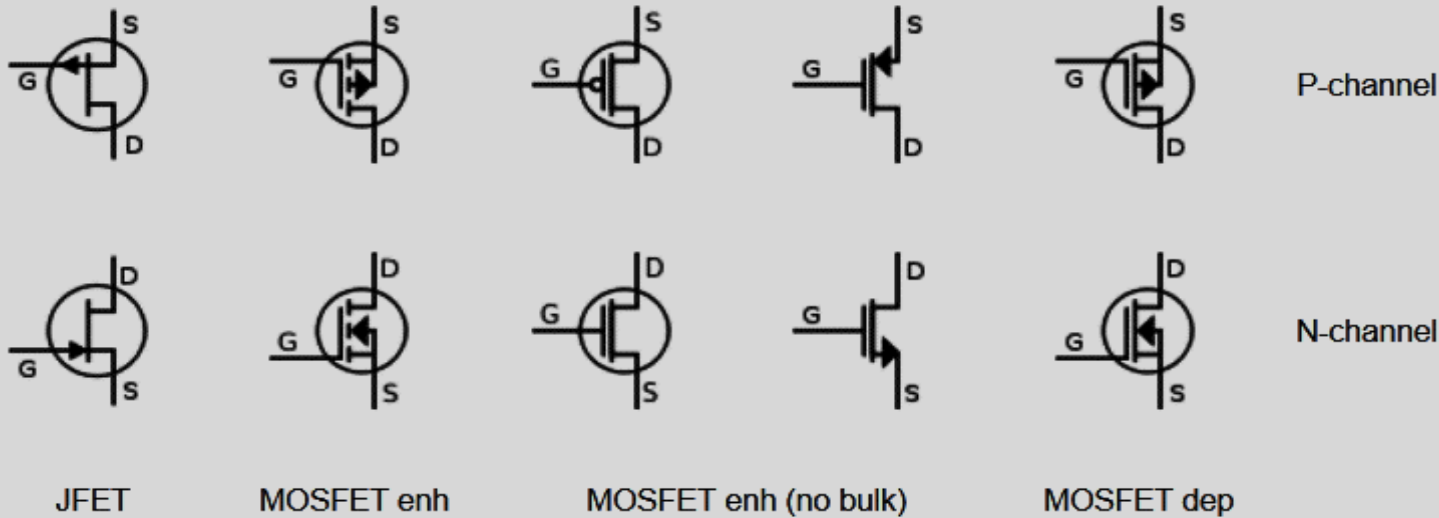 S S S S S
G G G G G P-channel
D D D D D
D D D D D
G G G G G N-channel
S S S S S
JFET MOSFET enh MOSFET enh (no bulk) MOSFET dep